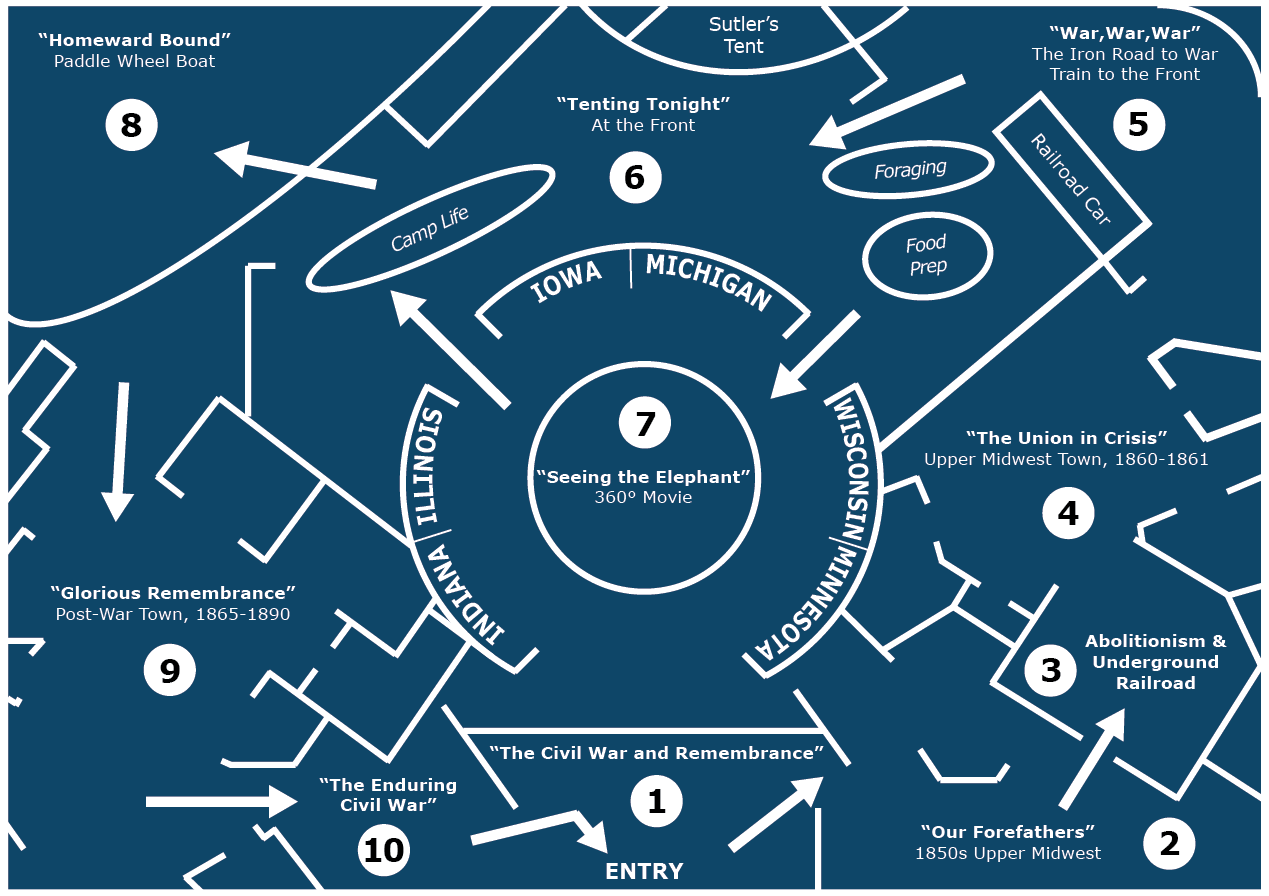 “Homeward Bound”
Paddle Wheel Boat
8
Sutler’s
Tent
“War,War,War”
The Iron Road to War
Train to the Front
5
“Tenting Tonight”
At the Front
6
Foraging
Railroad Car
Camp Life
Food
Prep
IOWA
MICHIGAN
ILLINOIS
WISCONSIN
7
“Seeing the Elephant”
360º Movie
INDIANA
MINNESOTA
“The Union in Crisis”
Upper Midwest Town, 1860-1861
4
“Glorious Remembrance”
Post-War Town, 1865-1890
9
3
Abolitionism &
Underground
Railroad
“The Civil War and Remembrance”
1
ENTRY
“The Enduring
Civil War”
10
“Our Forefathers”
1850s Upper Midwest
2